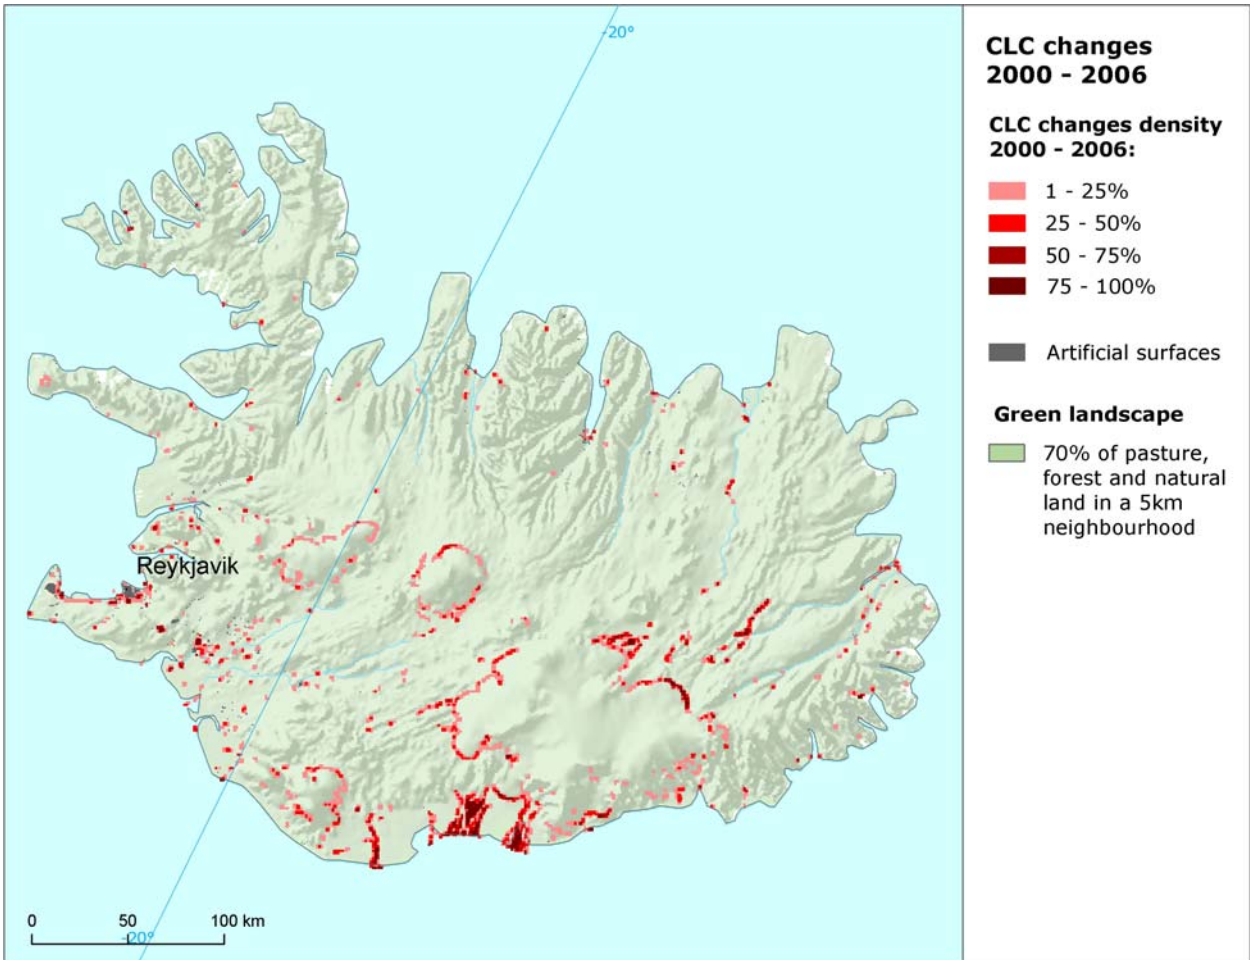 -20°
Reykjavik
0 50 100 km
-20°
CLC changes
2000 - 2006
CLC changes density
2000 - 2006:
1 - 25%
25 - 50%
50 - 75%
75 - 100%
Artificial surfaces
Green landscape
70% of pasture,
forest and natural
land in a 5km
neighbourhood